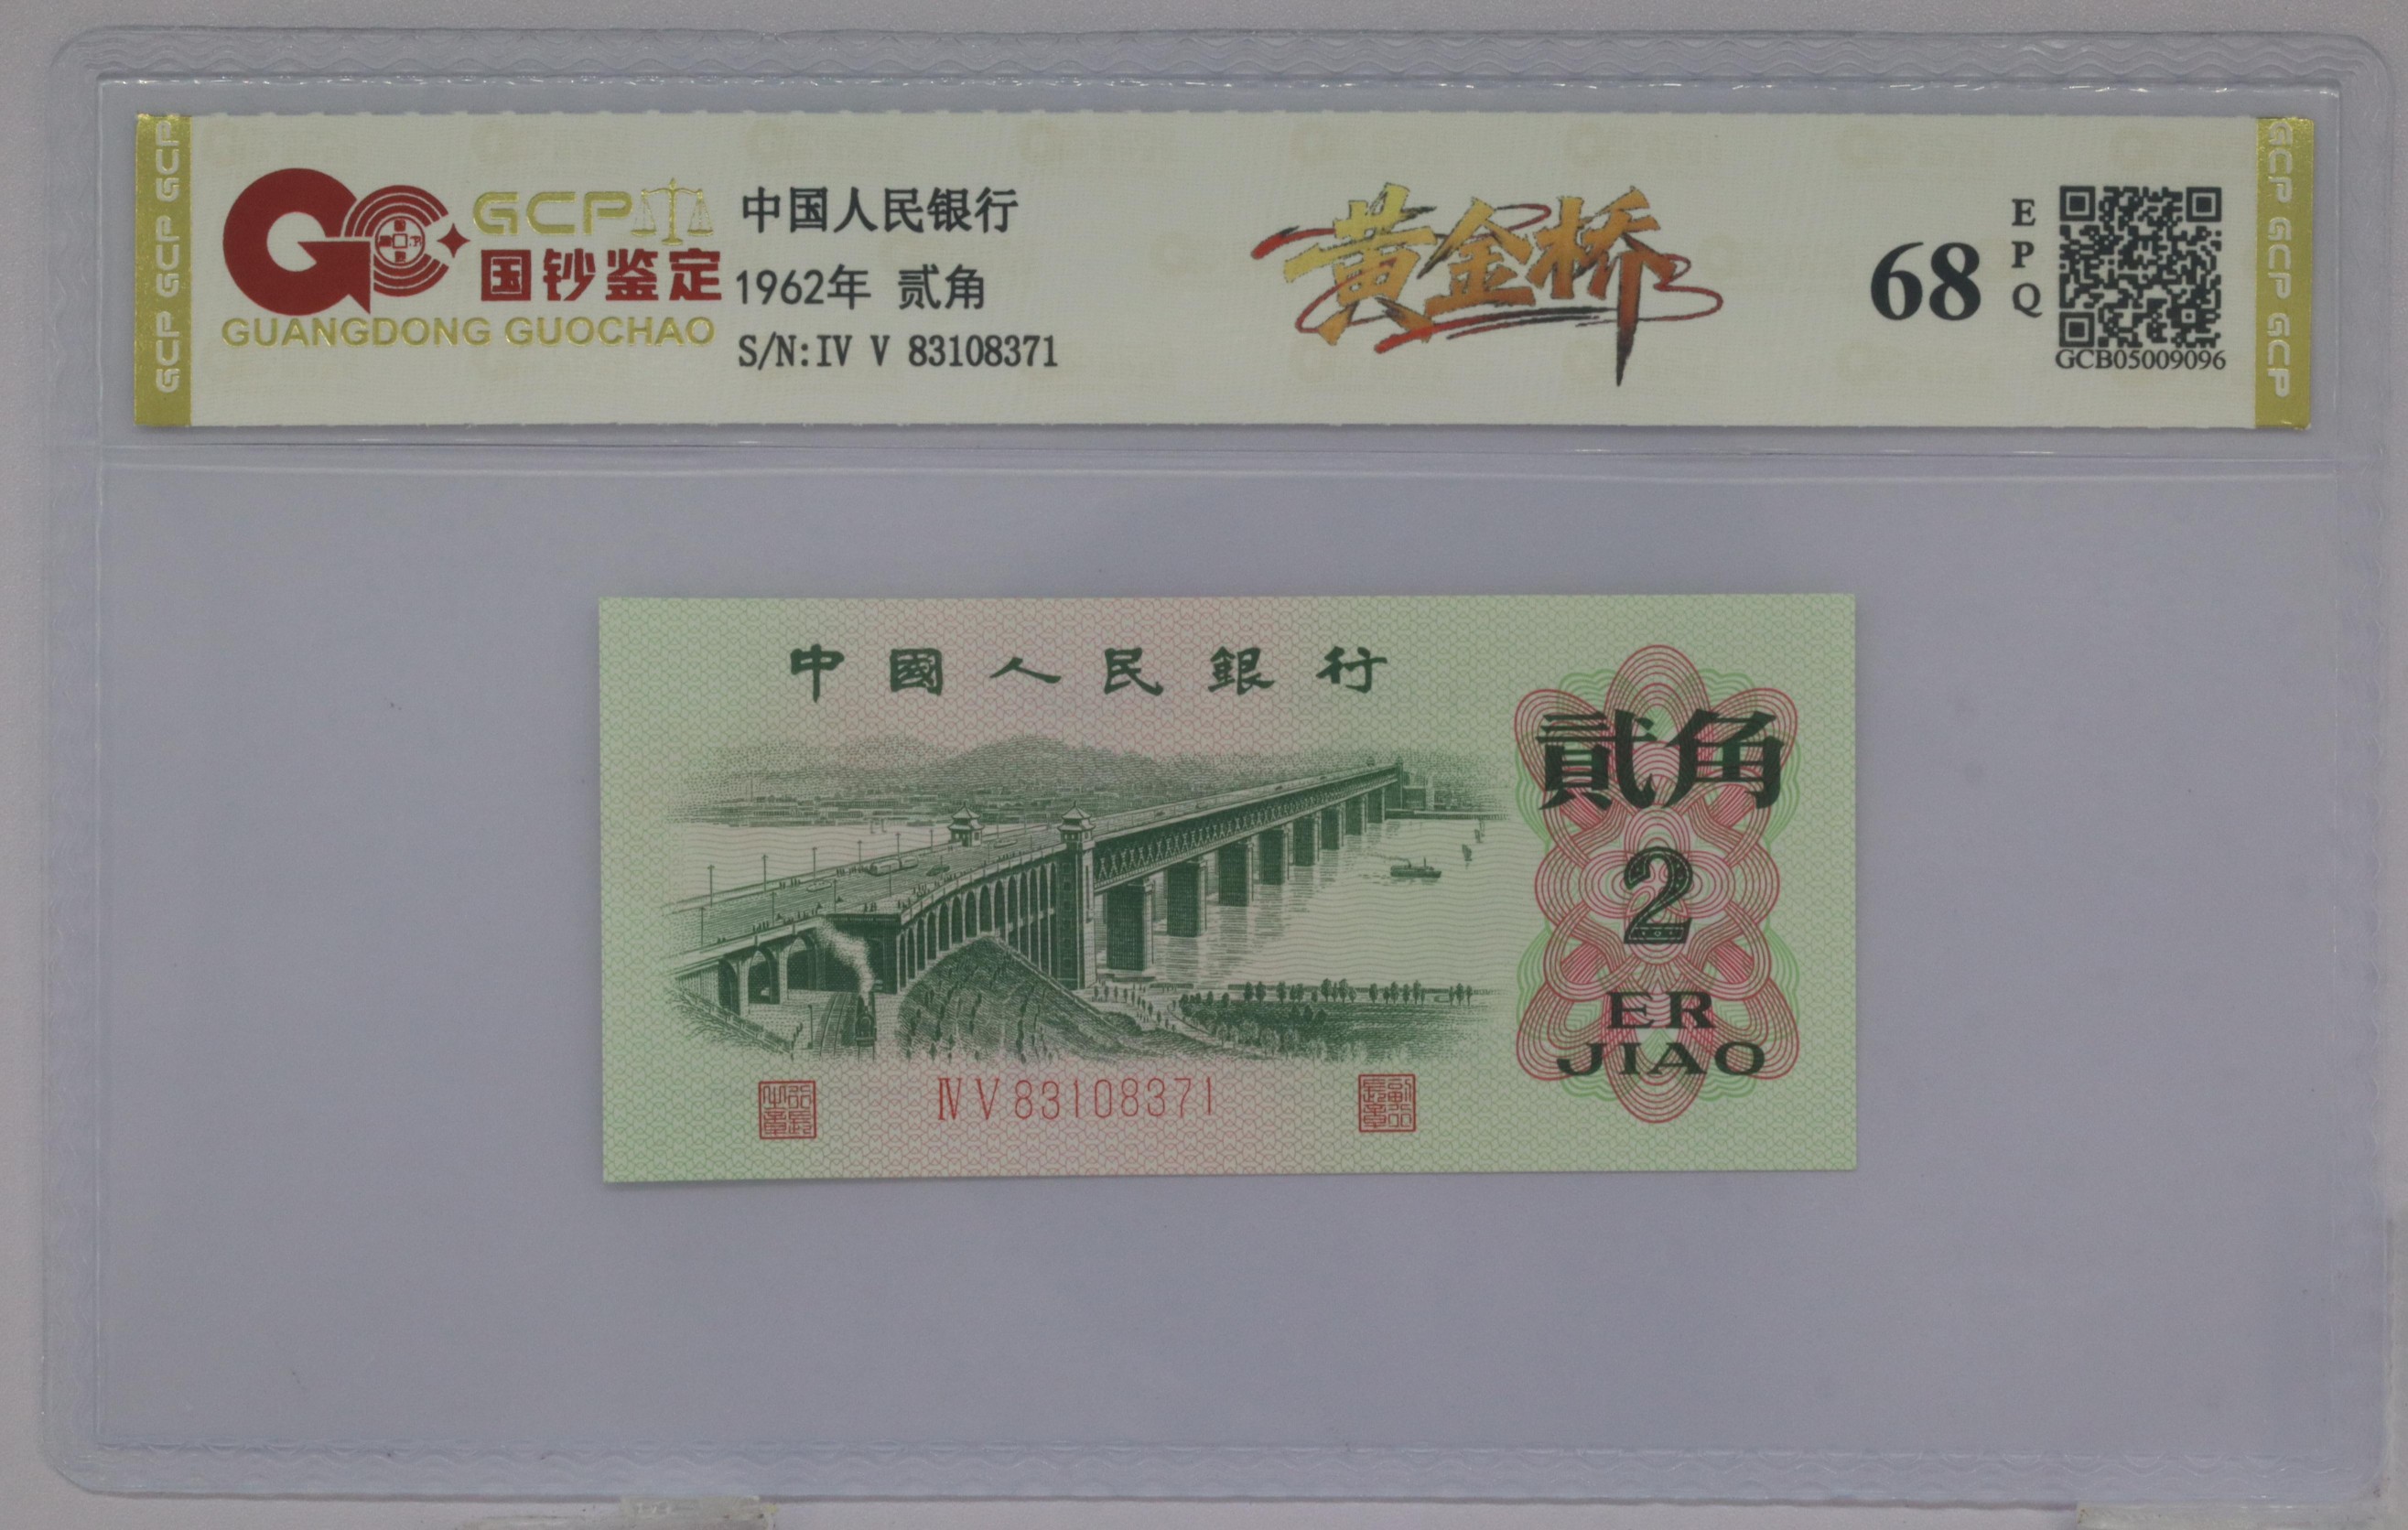 GCP GCP GCP
GCP
国钞鉴定
GUANGDONG GUOCHAO
中国人民银行
1962年 贰角
S/N:IV V 83108371
黄金桥
68
EPQ
GCB05009096
GCP GCP GCP
中國人民銀行
貳角
2
ER
JIAO
IV V 83108371